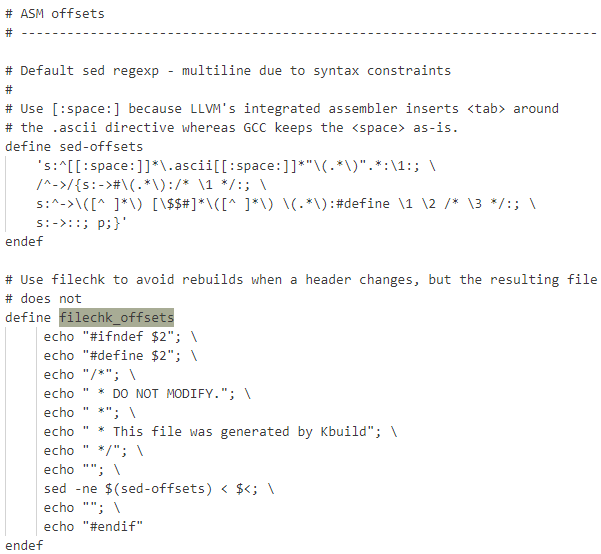 # ASM offsets
# ---------------------------------------------------------------------------

# Default sed regexp - multiline due to syntax constraints
#
# Use [:space:] because LLVM's integrated assembler inserts <tab> around
# the .ascii directive whereas GCC keeps the <space> as-is.
define sed-offsets
	's:^[[:space:]]*\.ascii[[:space:]]*"\(.*\)".*:\1:; \
	/^->/{s:->#\(.*\):/* \1 */:; \
	s:^->\([^ ]*\) [\$$#]*\([^ ]*\) \(.*\):#define \1 \2 /* \3 */:; \
	s:->::; p;}'
endef

# Use filechk to avoid rebuilds when a header changes, but the resulting file
# does not
define filechk_offsets
	 echo "#ifndef $2"; \
	 echo "#define $2"; \
	 echo "/*"; \
	 echo " * DO NOT MODIFY."; \
	 echo " *"; \
	 echo " * This file was generated by Kbuild"; \
	 echo " */"; \
	 echo ""; \
	 sed -ne $(sed-offsets) < $<; \
	 echo ""; \
	 echo "#endif"
endef